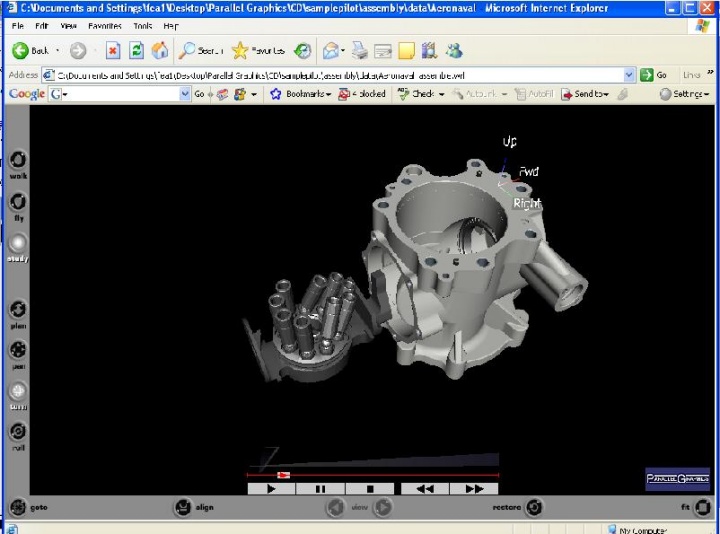 C:\Documents and Settings\fea1\Desktop\Parallel Graphics\CD\samplepilot\assembly\data\Aeronaval - Microsoft Internet Explorer
File Edit View Favorites Tools Help
Back Search Favorites
Address C:\Documents and Settings\fea1\Desktop\Parallel Graphics\CD\samplepilot\assembly\data\Aeronaval_assembe.wrl Go Links »
Google G Go Bookmarks 4 blocked Check AutoLink AutoFill Send to Settings
Up
Fwd
Right
walk
fly
study
plan
pan
turn
roll
PARALLELGRAPHICS
goto align view restore fit
My Computer